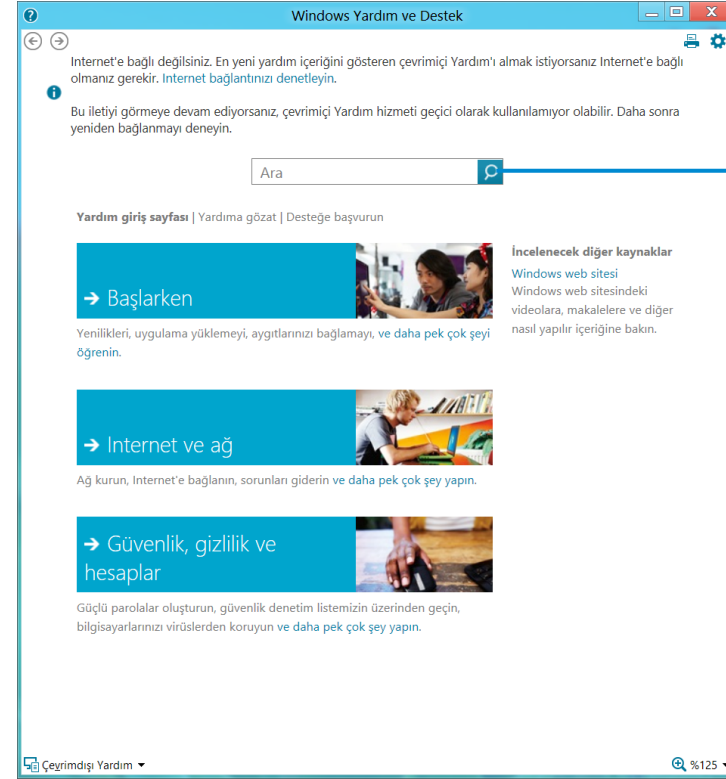 Windows Yardım ve Destek
Internet'e bağlı değilsiniz. En yeni yardım içeriğini gösteren çevrimiçi Yardım'ı almak istiyorsanız Internet'e bağlı
olmanız gerekir. Internet bağlantınızı denetleyin.
Bu iletiyi görmeye devam ediyorsanız, çevrimiçi Yardım hizmeti geçici olarak kullanılamıyor olabilir. Daha sonra
yeniden bağlanmayı deneyin.
Ara
Yardım giriş sayfası | Yardıma gözat | Desteğe başvurun
→ Başlarken
Yenilikleri, uygulama yüklemeyi, aygıtlarınızı bağlamayı, ve daha pek çok şeyi
öğrenin.
İncelenecek diğer kaynaklar
Windows web sitesi
Windows web sitesindeki
videolara, makalelere ve diğer
nasıl yapılır içeriğine bakın.
→ Internet ve ağ
Ağ kurun, Internet'e bağlanın, sorunları giderin ve daha pek çok şey yapın.
→ Güvenlik, gizlilik ve
hesaplar
Güçlü parolalar oluşturun, güvenlik denetim listemizin üzerinden geçin,
bilgisayarlarınızı virüslerden koruyun ve daha pek çok şey yapın.
Çevrimdışı Yardım
%125